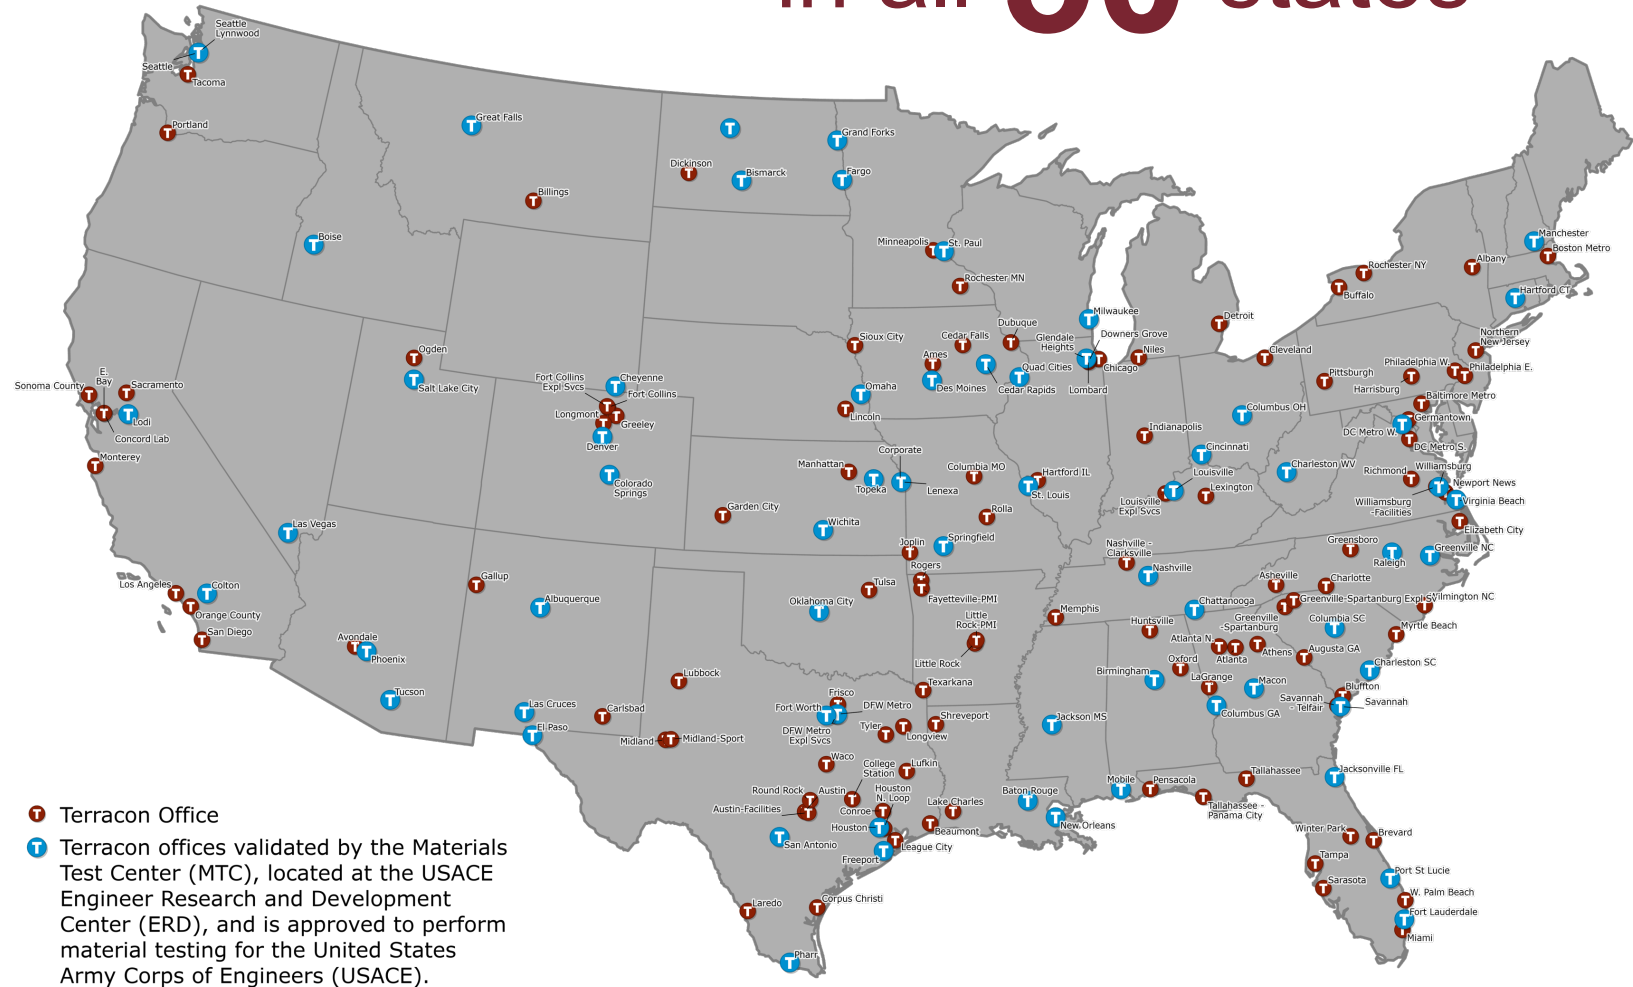 in all 50 states
Seattle
Lynnwood
Seattle
Tacoma
Portland
Great Falls
Billings
Boise
Dickinson
Bismarck
Grand Forks
Fargo
Minneapolis
St. Paul
Rochester MN
Milwaukee
Downers Grove
Glendale
Heights
Chicago
Lombard
Niles
Detroit
Cleveland
Rochester NY
Buffalo
Albany
Manchester
Boston Metro
Hartford CT
Northern
New Jersey
Philadelphia W.
Philadelphia E.
Harrisburg
Pittsburgh
Baltimore Metro
Germantown
DC Metro W.
DC Metro S.
Sioux City
Cedar Falls
Dubuque
Ames
Des Moines
Cedar Rapids
Quad Cities
Omaha
Lincoln
Ogden
Salt Lake City
Fort Collins
Expl Svcs
Cheyenne
Fort Collins
Longmont
Greeley
Denver
Colorado
Springs
Sonoma County
E.
Bay
Sacramento
Lodi
Concord Lab
Monterey
Las Vegas
Los Angeles
Colton
Orange County
San Diego
Avondale
Phoenix
Tucson
Gallup
Albuquerque
Las Cruces
El Paso
Carlsbad
Lubbock
Midland
Midland-Sport
Manhattan
Topeka
Corporate
Lenexa
Garden City
Wichita
Columbia MO
Hartford IL
St. Louis
Rolla
Joplin
Springfield
Rogers
Fayetteville-PMI
Tulsa
Oklahoma City
Little
Rock-PMI
Little Rock
Texarkana
Indianapolis
Columbus OH
Cincinnati
Louisville
Louisville
Expl Svcs
Lexington
Charleston WV
Richmond
Williamsburg
Newport News
Williamsburg
-Facilities
Virginia Beach
Elizabeth City
Greensboro
Raleigh
Greenville NC
Nashville -
Clarksville
Nashville
Memphis
Chattanooga
Asheville
Charlotte
Greenville-Spartanburg Expl SV
Wilmington NC
Greenville
-Spartanburg
Columbia SC
Myrtle Beach
Huntsville
Atlanta N.
Atlanta
Athens
Augusta GA
Charleston SC
Birmingham
Oxford
LaGrange
Macon
Columbus GA
Bluffton
Savannah
- Telfair
Savannah
Jackson MS
Frisco
Fort Worth
DFW Metro
DFW Metro
Expl Svcs
Tyler
Longview
Shreveport
Waco
College
Station
Lufkin
Round Rock
Austin
Austin-Facilities
Houston
N. Loop
Conroe
Houston
Lake Charles
Beaumont
League City
Freeport
San Antonio
Laredo
Corpus Christi
Pharr
Baton Rouge
New Orleans
Mobile
Pensacola
Tallahassee
Tallahassee -
Panama City
Jacksonville FL
Winter Park
Brevard
Tampa
Sarasota
Port St Lucie
W. Palm Beach
Fort Lauderdale
Miami
Terracon Office
Terracon offices validated by the Materials
Test Center (MTC), located at the USACE
Engineer Research and Development
Center (ERD), and is approved to perform
material testing for the United States
Army Corps of Engineers (USACE).